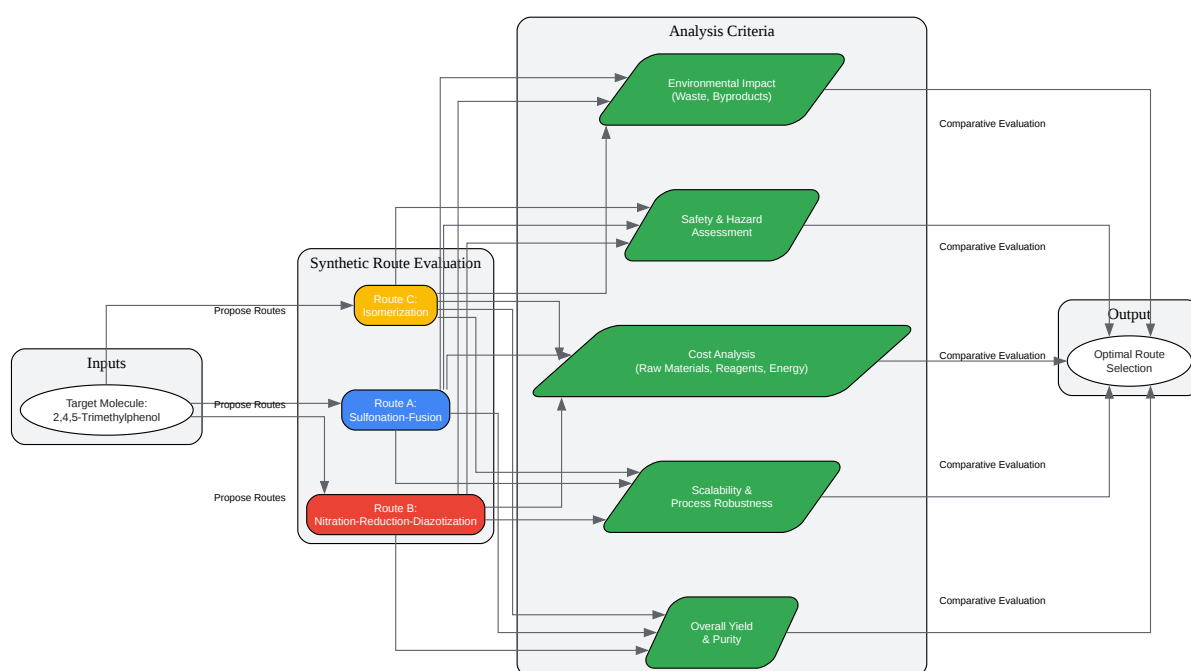 Analysis Criteria
Environmental Impact
(Waste, Byproducts)
Comparative Evaluation
Safety & Hazard
Assessment
Comparative Evaluation
Synthetic Route Evaluation
Route C:
Isomerization
Propose Routes
Output
Cost Analysis
(Raw Materials, Reagents, Energy)
Comparative Evaluation
Optimal Route
Selection
Inputs
Target Molecule:
2,4,5-Trimethylphenol
Propose Routes
Route A:
Sulfonation-Fusion
Comparative Evaluation
Scalability &
Process Robustness
Propose Routes
Route B:
Nitration-Reduction-Diazotization
Comparative Evaluation
Overall Yield
& Purity